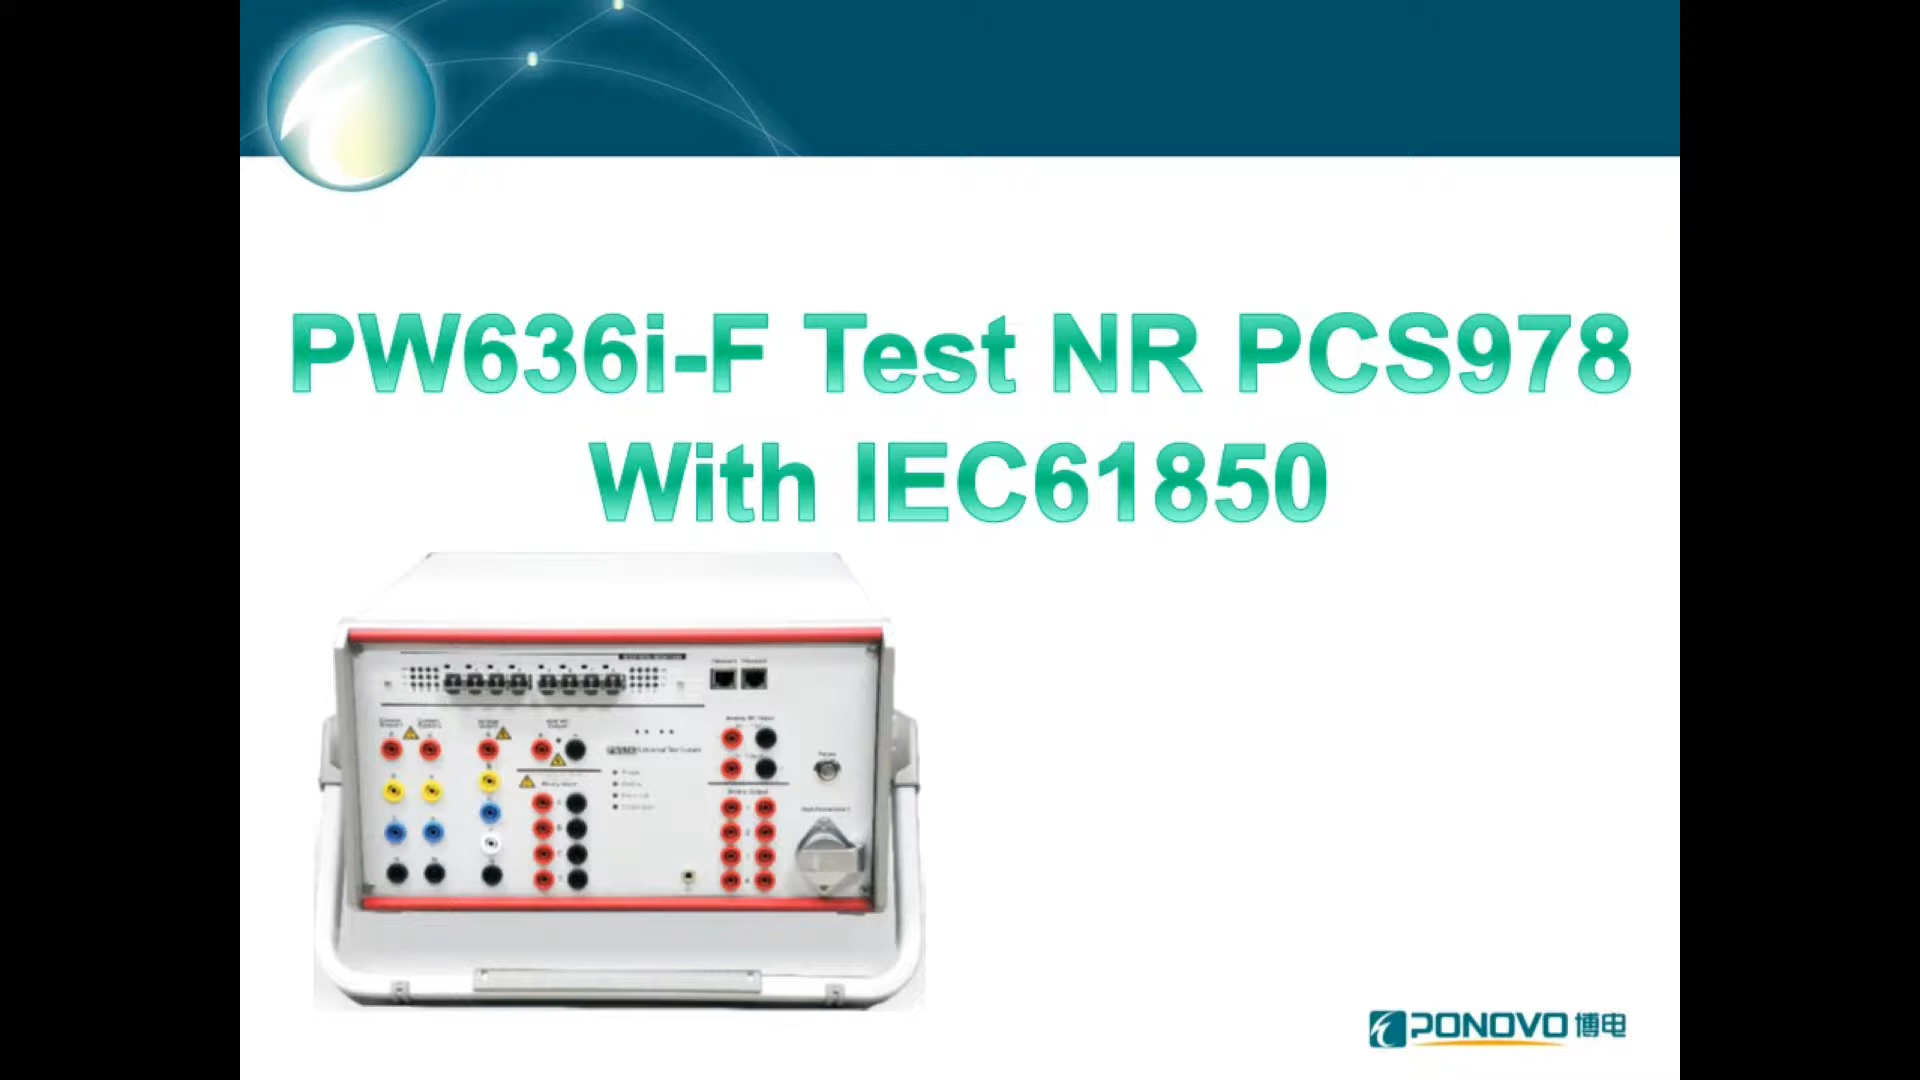 PW636i-F Test NR PCS978
With IEC61850
PONOVO 博电